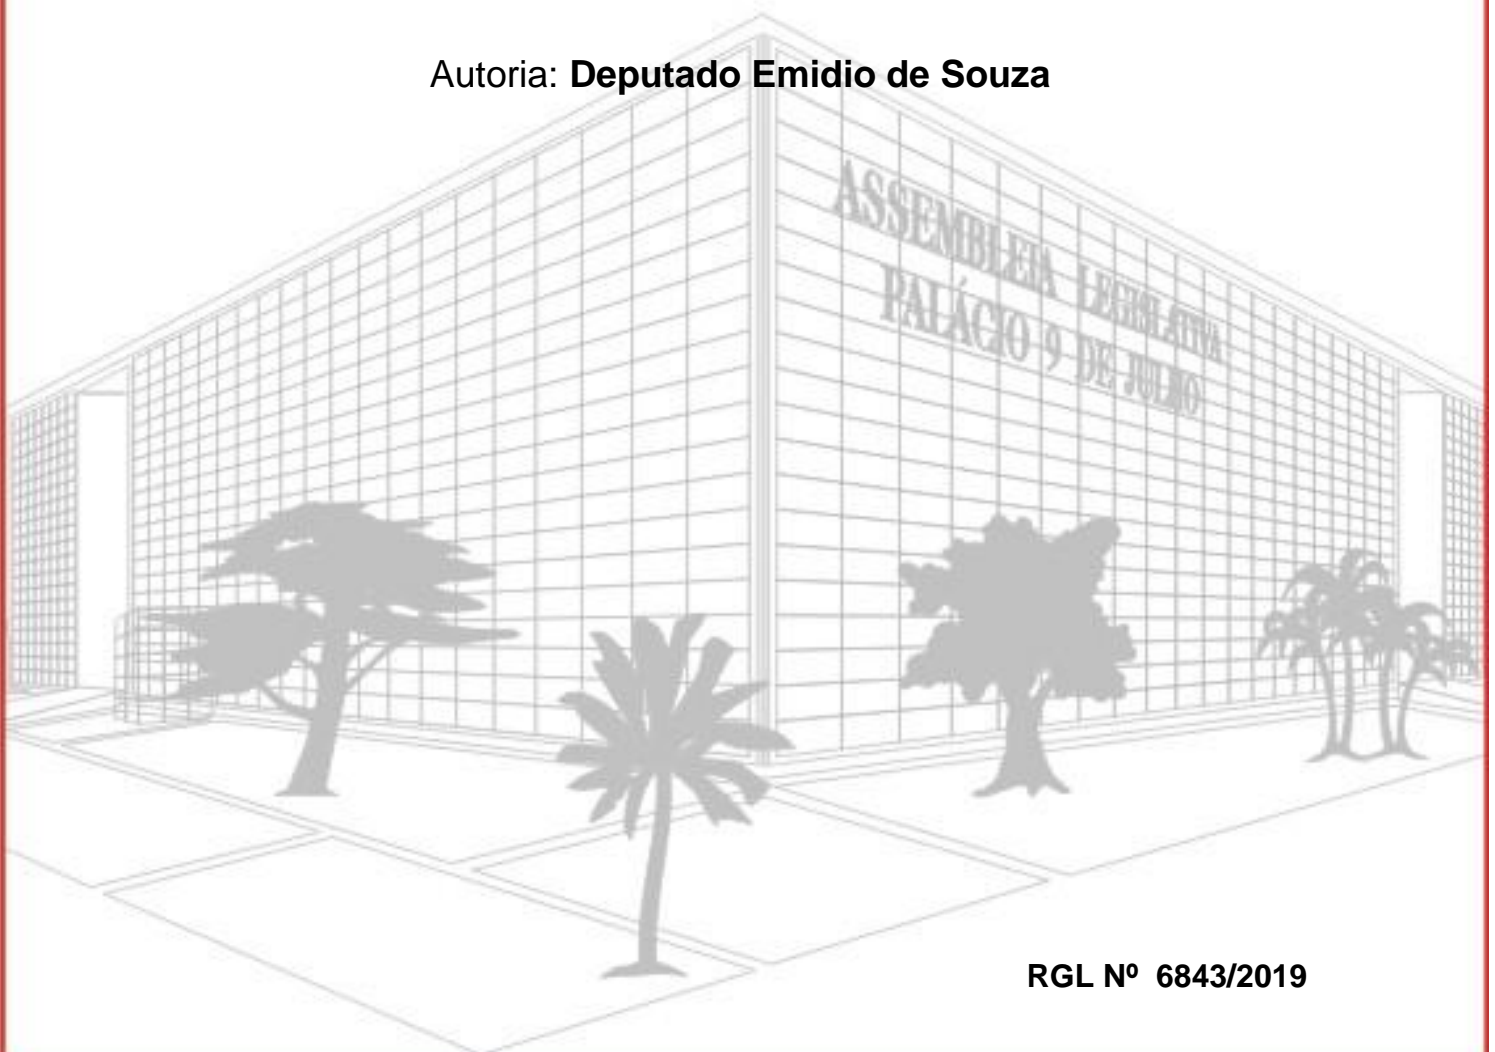 Autoria: Deputado Emidio de Souza
ASSEMBLEIA LEGISLATIVA
PALÁCIO 9 DE JULHO
RGL Nº 6843/2019